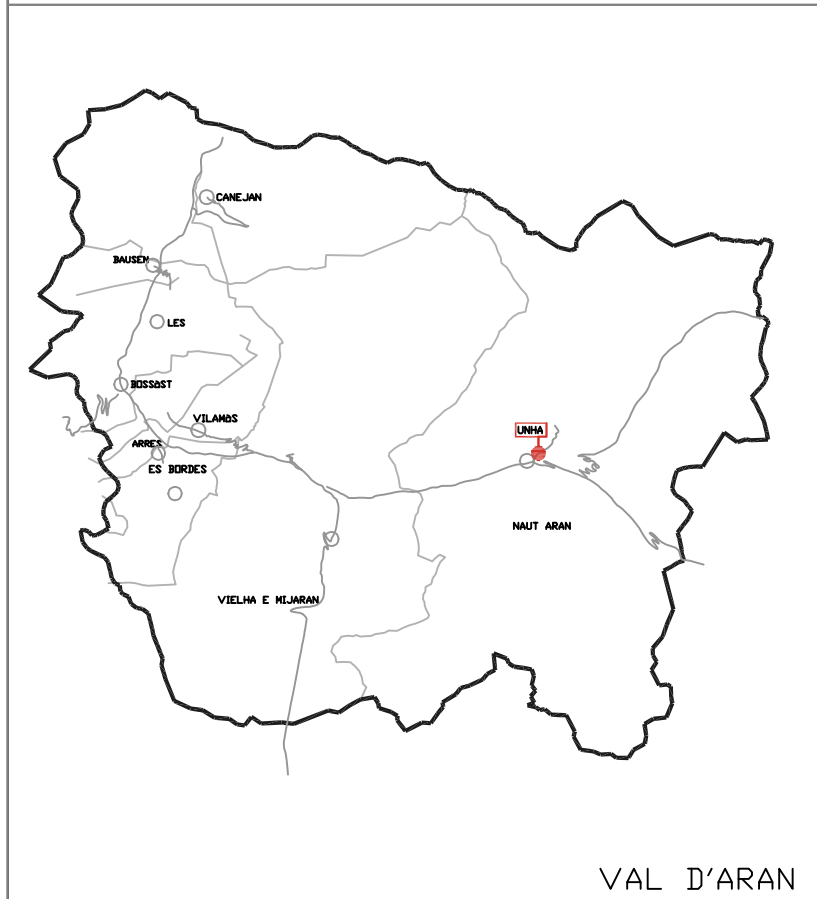 CANEJAN
BAUSEN
LES
BOSSOST
VILAMOS
UNHA
ARRES
ES BORDES
NAUT ARAN
VIELHA E MIJARAN
VAL D'ARAN